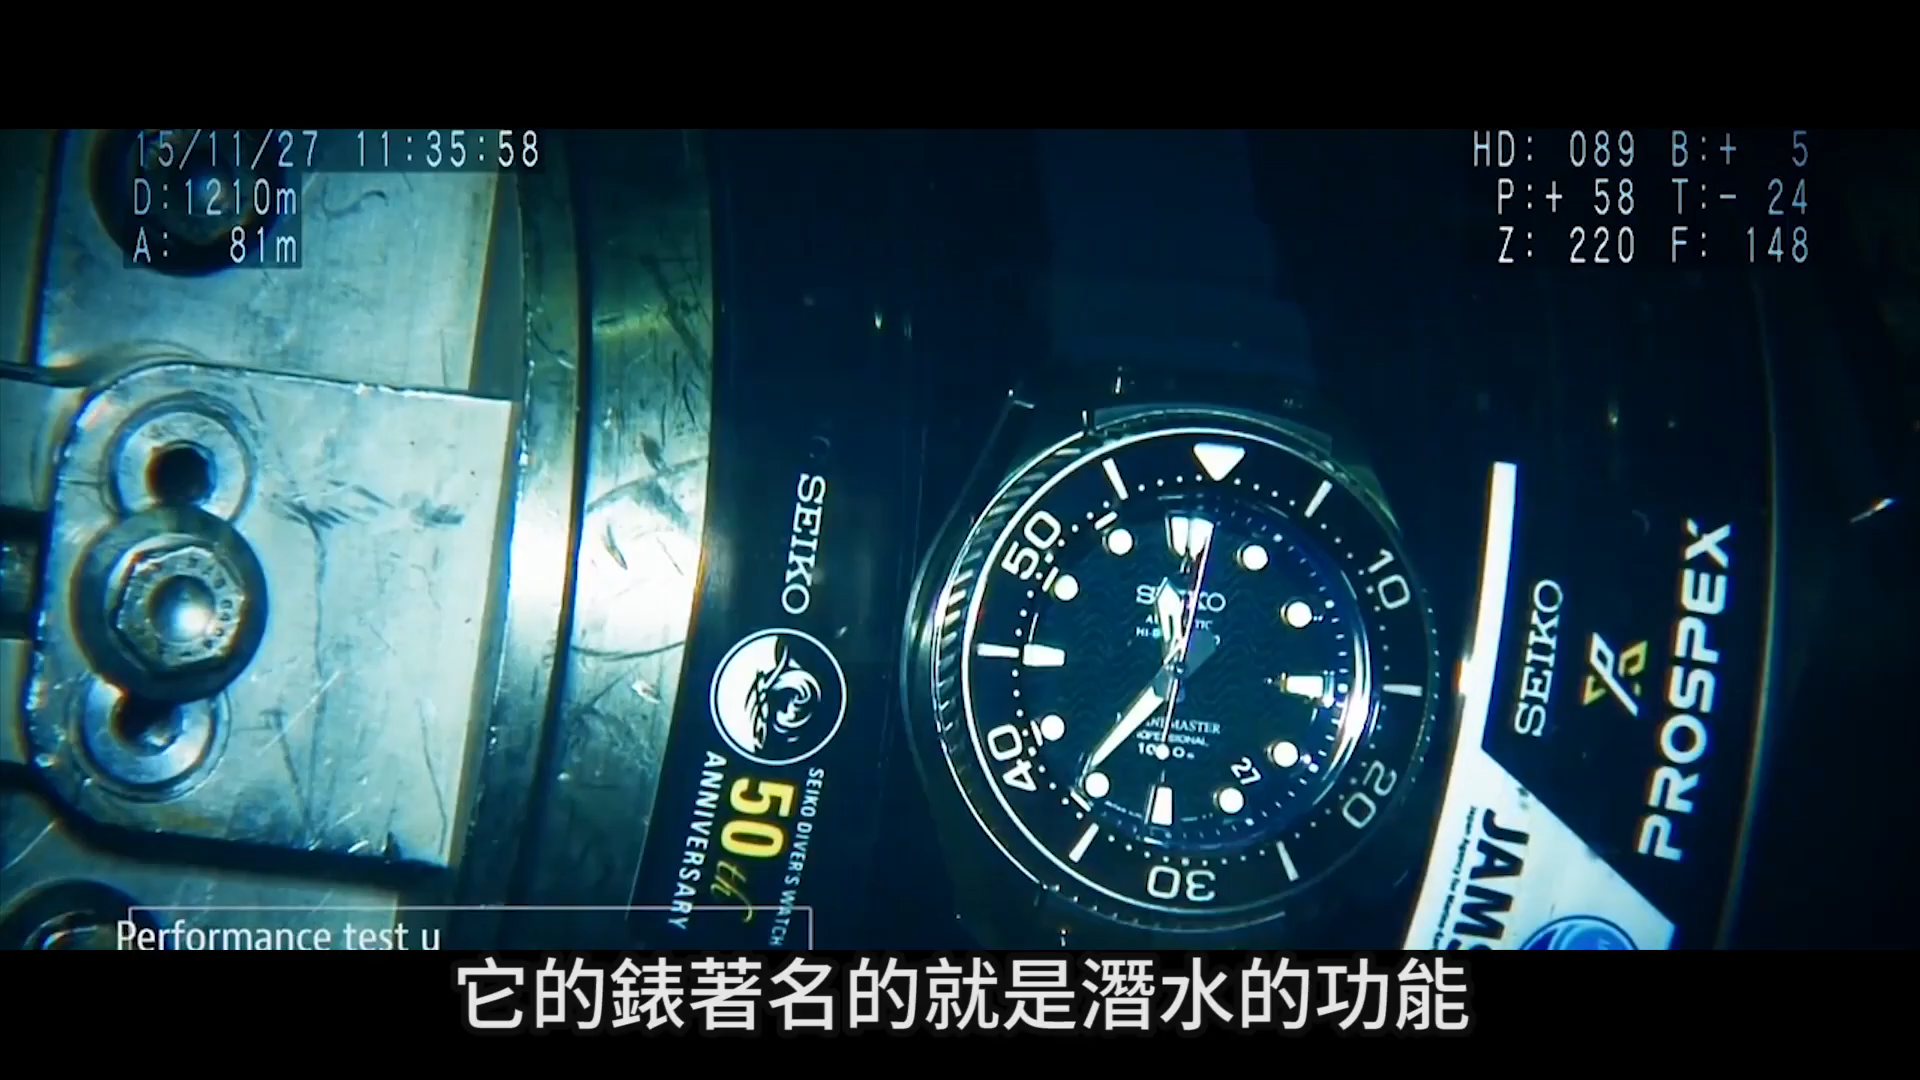 15/11/27 11:35:58
D:1210m
A: 81m
HD: 089 B:+ 5
P:+ 58 T:- 24
Z: 220 F: 148
SEIKO
SEIKO DIVER'S WATCH
50th
ANNIVERSARY
50
10
40
20
30
SEIKO
27
SEIKO
PROSPEX
Performance test u
它的錶著名的就是潛水的功能